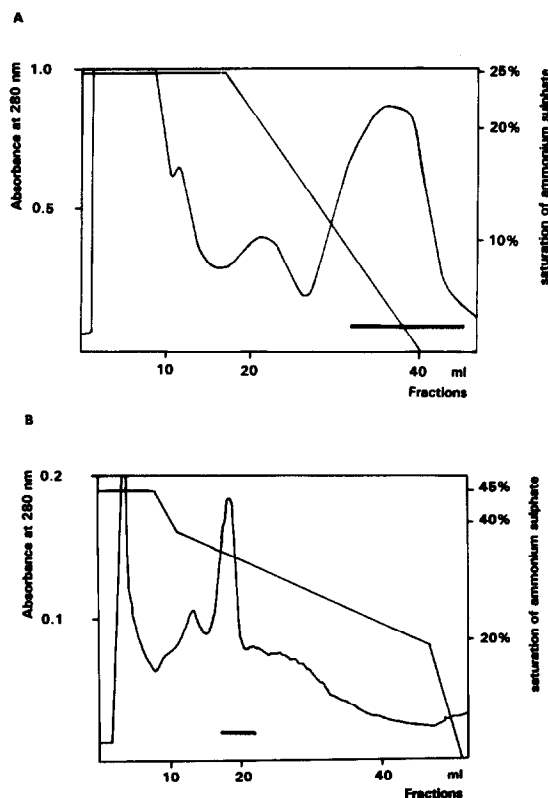 A
Absorbance at 280 nm
1.0
0.5
25%
20%
10%
saturation of ammonium sulphate
10
20
40
ml
Fractions
B
Absorbance at 280 nm
0.2
0.1
45%
40%
20%
saturation of ammonium sulphate
10
20
40
ml
Fractions